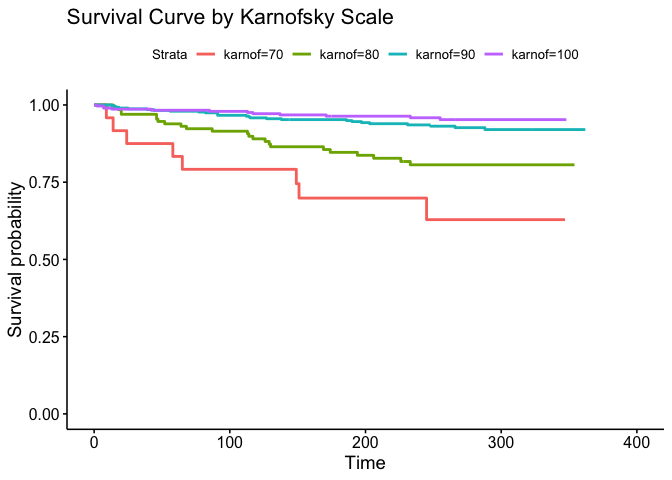 Survival Curve by Karnofsky Scale
Strata karnof=70 karnof=80 karnof=90 karnof=100
Survival probability
1.00
0.75
0.50
0.25
0.00
0 100 200 300 400
Time